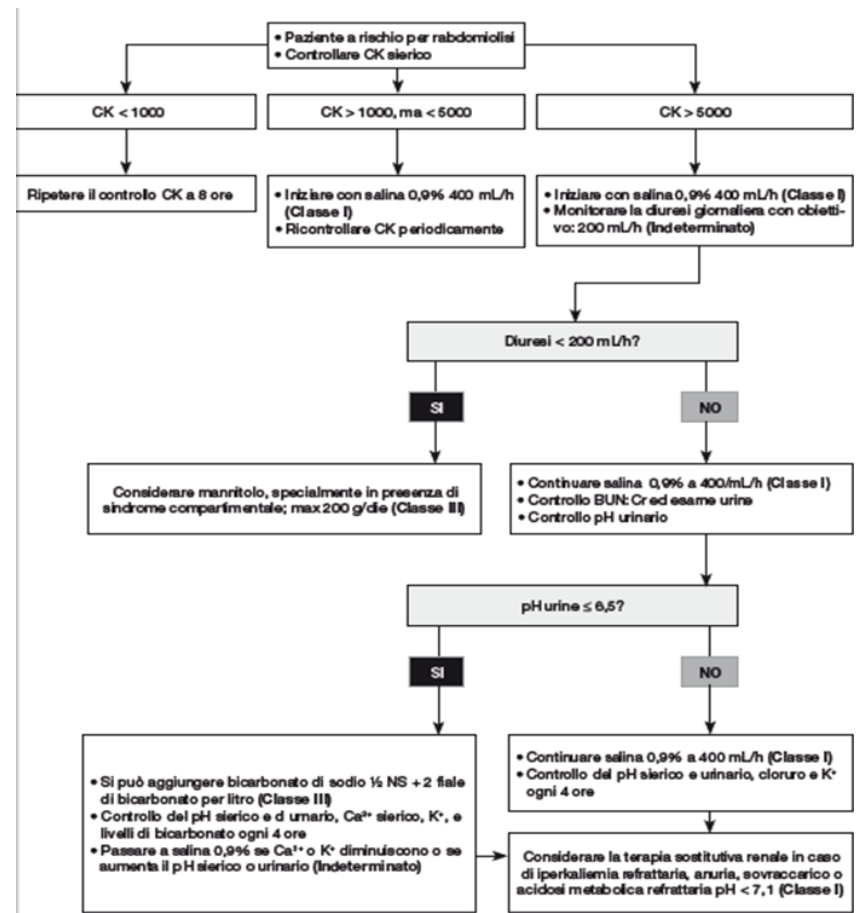 • Paziente a rischio per rabdomiolisi
• Controllare CK sierico
CK < 1000
CK > 1000, ma < 5000
CK > 5000
Ripetere il controllo CK a 8 ore
• Iniziare con salina 0,9% 400 mL/h
(Classe I)
• Ricontrollare CK periodicamente
• Iniziare con salina 0,9% 400 mL/h (Classe I)
• Monitorare la diuresi giornaliera con obietti-
vo: 200 mL/h (Indeterminato)
Diuresi < 200 mL/h?
SI
NO
Considerare mannitolo, specialmente in presenza di
sindrome compartimentale; max 200 g/die (Classe III)
• Continuare salina 0,9% a 400/mL/h (Classe I)
• Controllo BUN: Cr ed esame urine
• Controllo pH urinario
pH urine ≤ 6,5?
SI
NO
• Si può aggiungere bicarbonato di sodio ½ NS + 2 fiale
di bicarbonato per litro (Classe III)
• Controllo del pH sierico e d urnario, Ca²⁺ sierico, K⁺, e
livelli di bicarbonato ogni 4 ore
• Passare a salina 0,9% se Ca²⁺ o K⁺ diminuiscono o se
aumenta il pH sierico o urinario (Indeterminato)
• Continuare salina 0,9% a 400 mL/h (Classe I)
• Controllo del pH sierico e urinario, cloruro e K⁺
ogni 4 ore
Considerare la terapia sostitutiva renale in caso
di iperkaliemia refrattaria, anuria, sovraccarico o
acidosi metabolica refrattaria pH < 7,1 (Classe I)